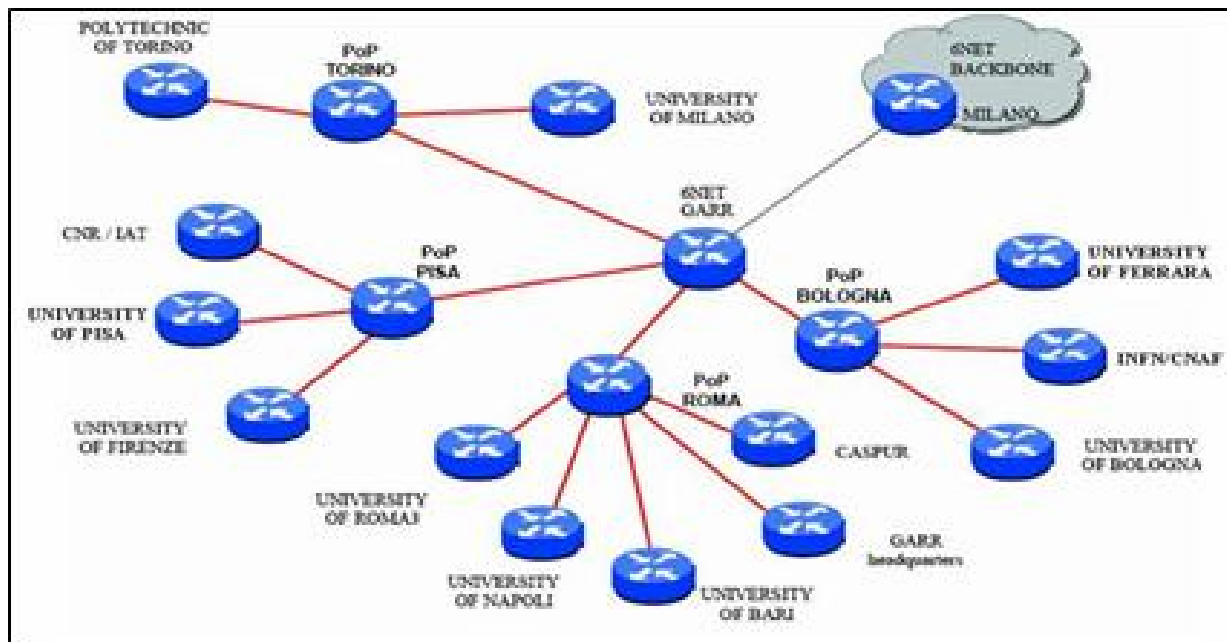 POLYTECHNIC
OF TORINO
PoP
TORINO
UNIVERSITY
OF MILANO
6NET
BACKBONE
MILANO
6NET
GARR
CNR / IAT
PoP
PISA
UNIVERSITY
OF PISA
UNIVERSITY
OF FIRENZE
PoP
BOLOGNA
UNIVERSITY
OF FERRARA
INFN/CNAF
UNIVERSITY
OF BOLOGNA
PoP
ROMA
CASPUR
UNIVERSITY
OF ROMA3
UNIVERSITY
OF NAPOLI
UNIVERSITY
OF BARI
GARR
headquarters